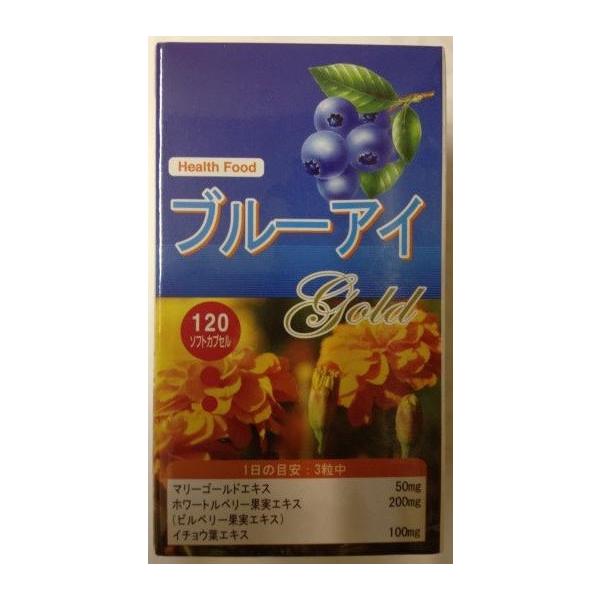 Health Food
ブルーアイ
Gold
120
ソフトカプセル
1日の目安：3粒中
マリーゴールドエキス 50mg
ホワートルベリー果実エキス 200mg
(ビルベリー果実エキス)
イチョウ葉エキス 100mg